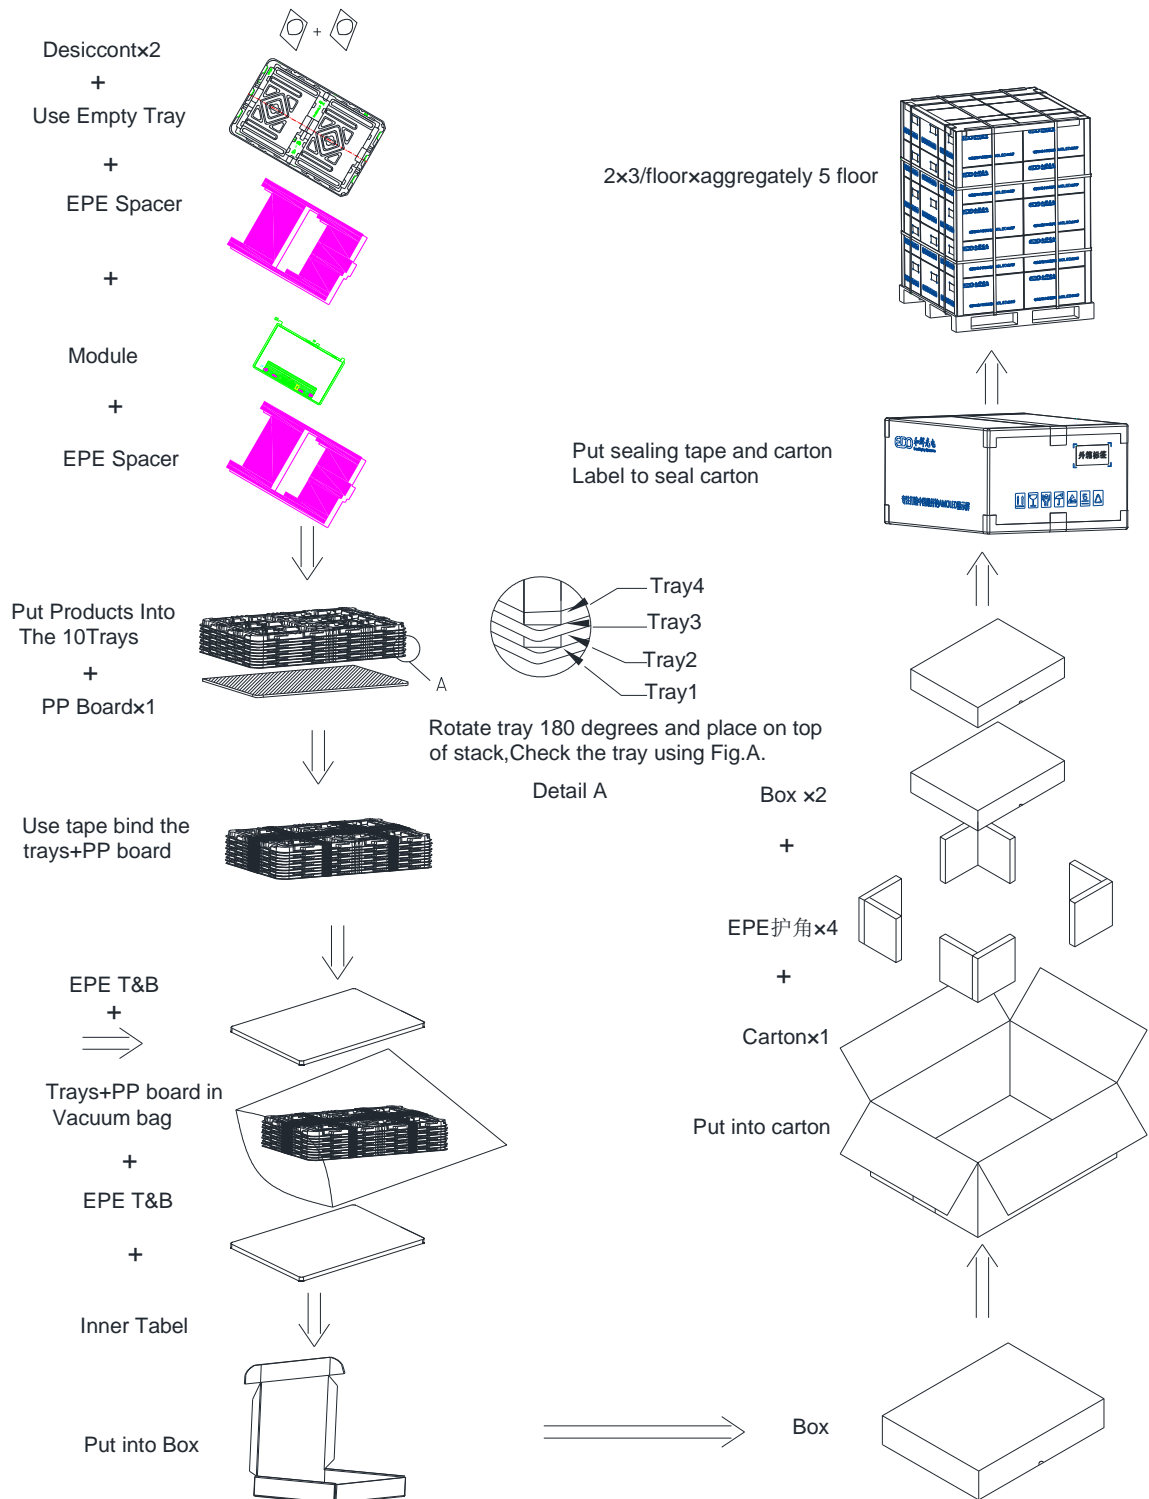 Desiccont×2
+
+
Use Empty Tray
+
EPE Spacer
+
Module
+
EPE Spacer
Put Products Into
The 10Trays
+
PP Board×1
A
Tray4
Tray3
Tray2
Tray1
Rotate tray 180 degrees and place on top
of stack,Check the tray using Fig.A.
Detail A
Use tape bind the
trays+PP board
EPE T&B
+
Trays+PP board in
Vacuum bag
+
EPE T&B
+
Inner Tabel
Put into Box
Box
Put into carton
Carton×1
+
EPE护角×4
+
Box ×2
Put sealing tape and carton
Label to seal carton
外箱标签
2×3/floor×aggregately 5 floor